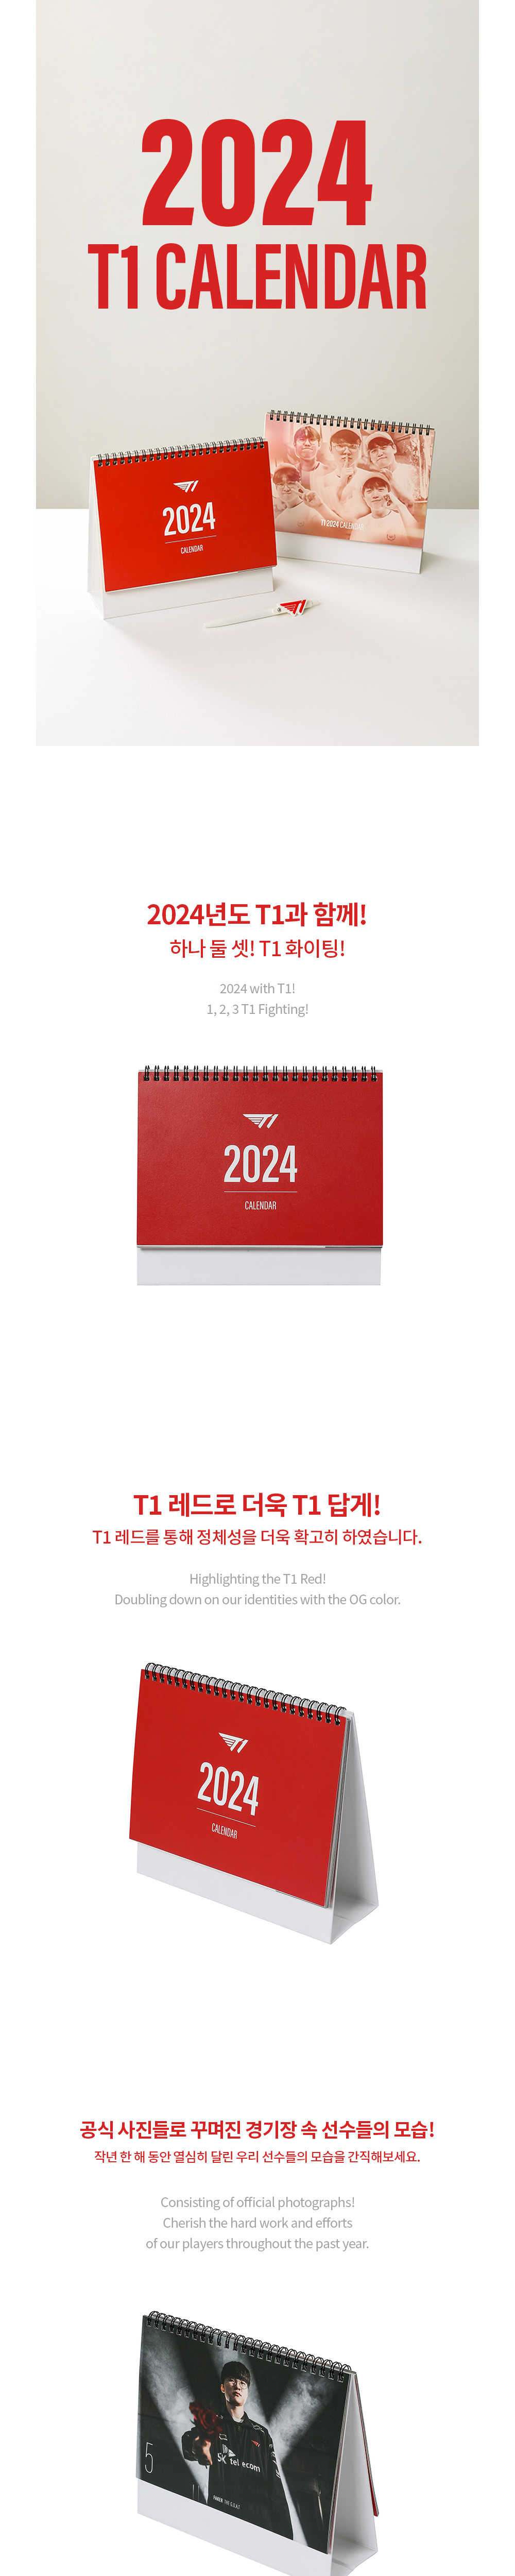 2024
T1 CALENDAR
T1
2024
CALENDAR
T1 2024 CALENDAR
T1
2024년도 T1과 함께!
하나 둘 셋! T1 화이팅!
2024 with T1!
1, 2, 3 T1 Fighting!
T1
2024
CALENDAR
T1 레드로 더욱 T1 답게!
T1 레드를 통해 정체성을 더욱 확고히 하였습니다.
Highlighting the T1 Red!
Doubling down on our identities with the OG color.
T1
2024
CALENDAR
공식 사진들로 꾸며진 경기장 속 선수들의 모습!
작년 한 해 동안 열심히 달린 우리 선수들의 모습을 간직해보세요.
Consisting of official photographs!
Cherish the hard work and efforts
of our players throughout the past year.
SK telecom
5
FAKER